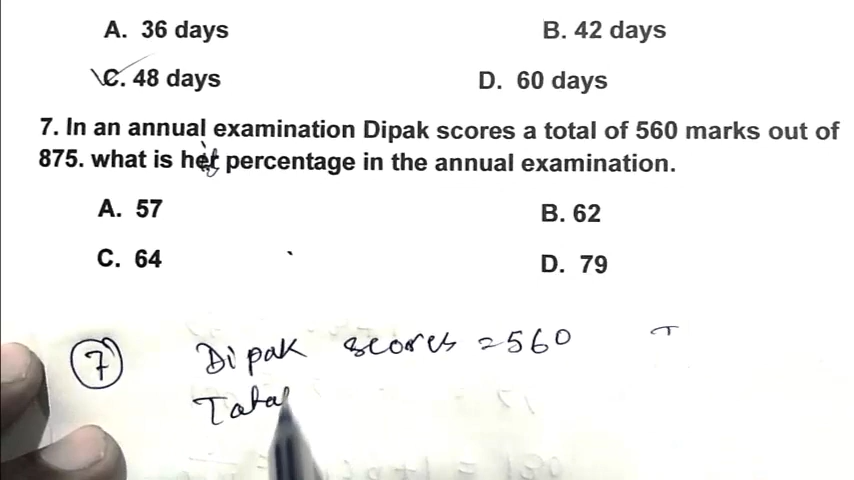 A. 36 days B. 42 days
C. 48 days D. 60 days
7. In an annual examination Dipak scores a total of 560 marks out of
875. what is his percentage in the annual examination.
A. 57 B. 62
C. 64 D. 79
7 Dipak scores = 560 T
Total